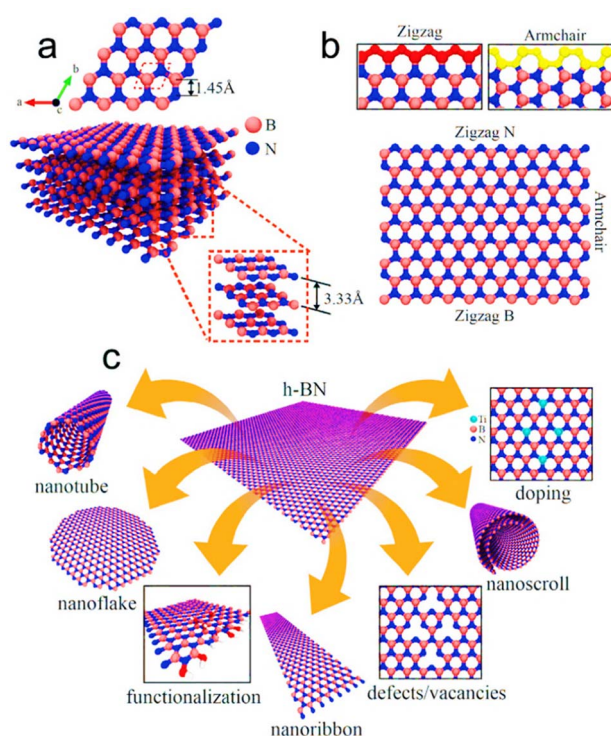 a
b
a
c
1.45Å
B
N
3.33Å
b
Zigzag
Armchair
Zigzag N
Armchair
Zigzag B
c
h-BN
nanotube
nanoflake
functionalization
nanoribbon
defects/vacancies
nanoscroll
doping
Ti
B
N